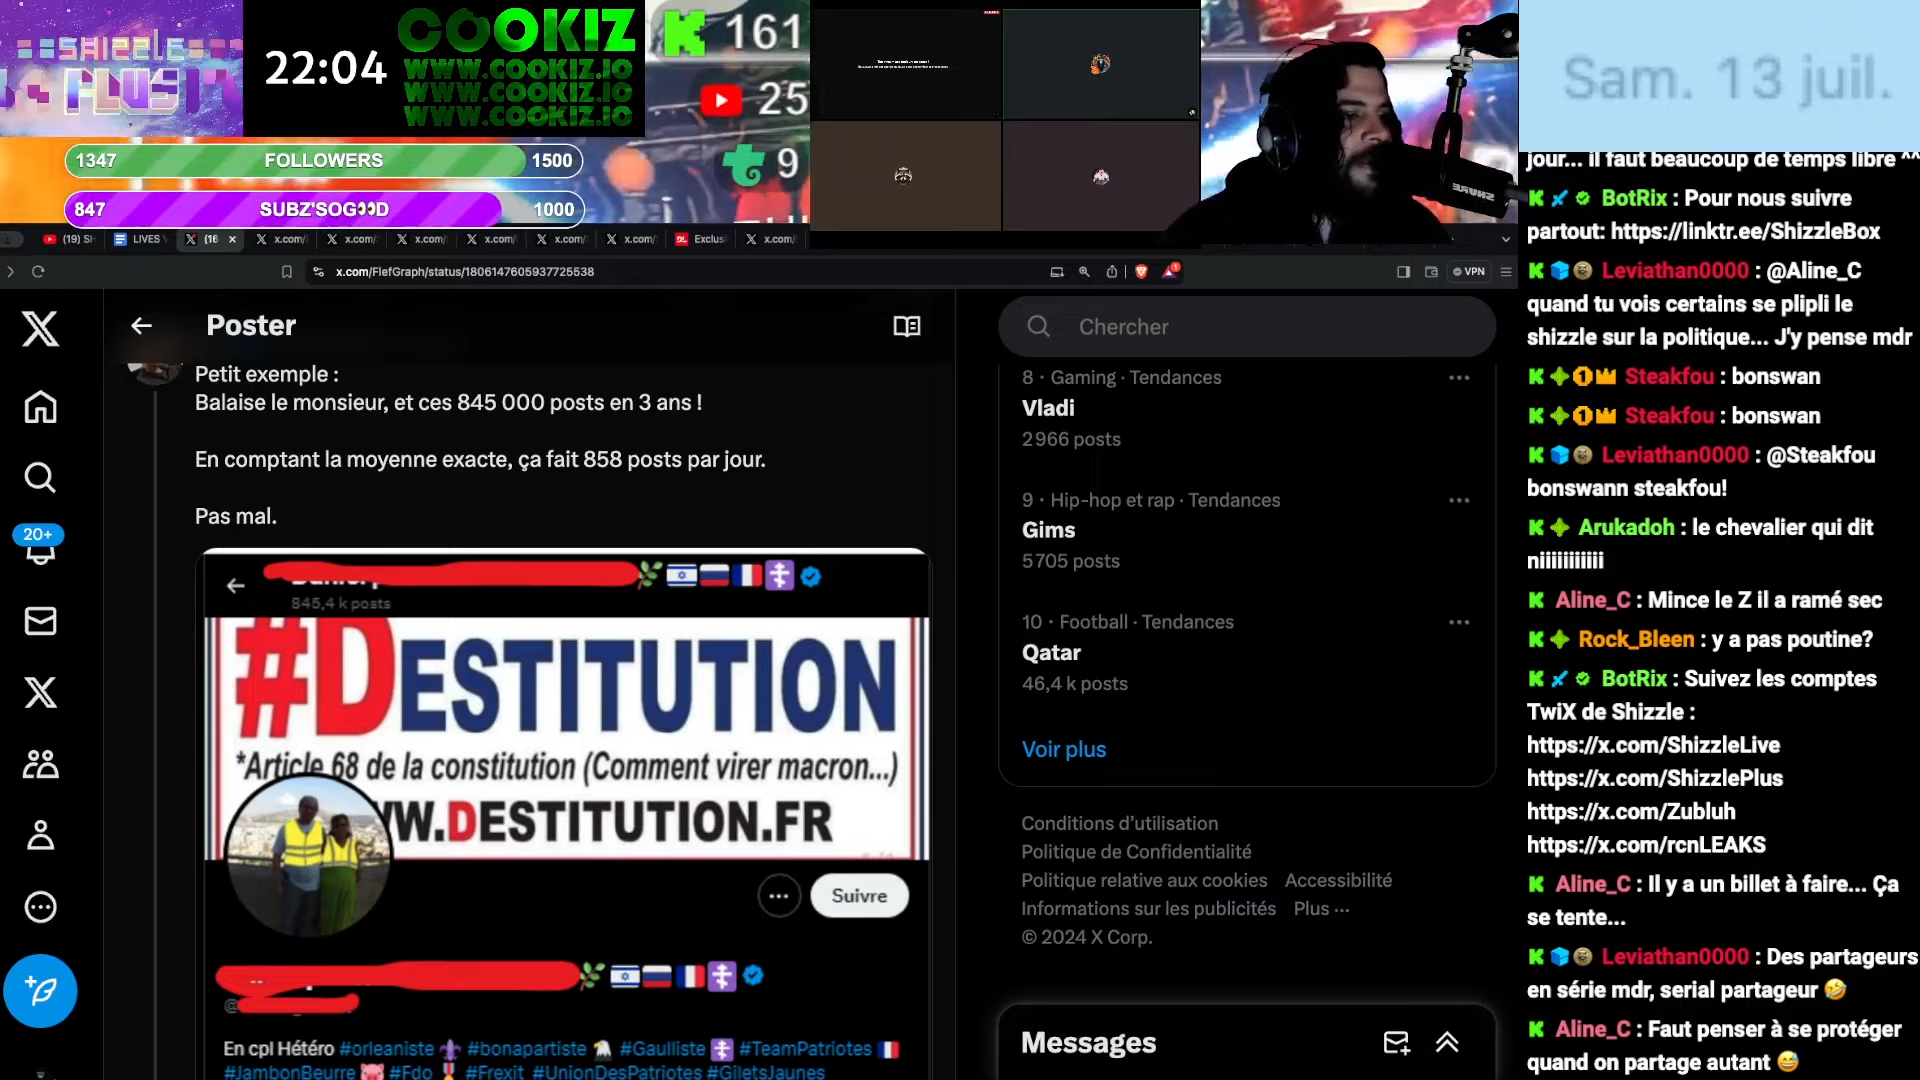 SHIZZLE
PLUS
22:04
COOKIZ
WWW.COOKIZ.IO
WWW.COOKIZ.IO
WWW.COOKIZ.IO
161
25
9
1347 FOLLOWERS 1500
847 SUBZ'SOG👀D 1000
SHURE
Sam. 13 juil.
(19) SH
LIVES
(16
x.com/
x.com/
x.com/
x.com/
x.com/
x.com/
Exclusi
x.com/
x.com/FlefGraph/status/1806147605937725538
VPN
20+
Poster
Petit exemple :
Balaise le monsieur, et ces 845 000 posts en 3 ans !
En comptant la moyenne exacte, ça fait 858 posts par jour.
Pas mal.
845,4 k posts
#DESTITUTION
*Article 68 de la constitution (Comment virer macron...)
WW.DESTITUTION.FR
Suivre
@
En cpl Hétéro #orleaniste ⚜ #bonapartiste 🦅 #Gaulliste ☦ #TeamPatriotes 🇫🇷
#JambonBeurre 🐷 #Fdo 🎖 #Frexit #UnionDesPatriotes #GiletsJaunes
Chercher
8 · Gaming · Tendances
Vladi
2 966 posts
9 · Hip-hop et rap · Tendances
Gims
5 705 posts
10 · Football · Tendances
Qatar
46,4 k posts
Voir plus
Conditions d’utilisation
Politique de Confidentialité
Politique relative aux cookies Accessibilité
Informations sur les publicités Plus ···
© 2024 X Corp.
Messages
jour... il faut beaucoup de temps libre ^^
BotRix : Pour nous suivre
partout: https://linktr.ee/ShizzleBox
Leviathan0000 : @Aline_C
quand tu vois certains se plipli le
shizzle sur la politique... J'y pense mdr
Steakfou : bonswan
Steakfou : bonswan
Leviathan0000 : @Steakfou
bonswann steakfou!
Arukadoh : le chevalier qui dit
niiiiiiiiiii
Aline_C : Mince le Z il a ramé sec
Rock_Bleen : y a pas poutine?
BotRix : Suivez les comptes
TwiX de Shizzle :
https://x.com/ShizzleLive
https://x.com/ShizzlePlus
https://x.com/Zubluh
https://x.com/rcnLEAKS
Aline_C : Il y a un billet à faire... Ça
se tente...
Leviathan0000 : Des partageurs
en série mdr, serial partageur 🤣
Aline_C : Faut penser à se protéger
quand on partage autant 😅